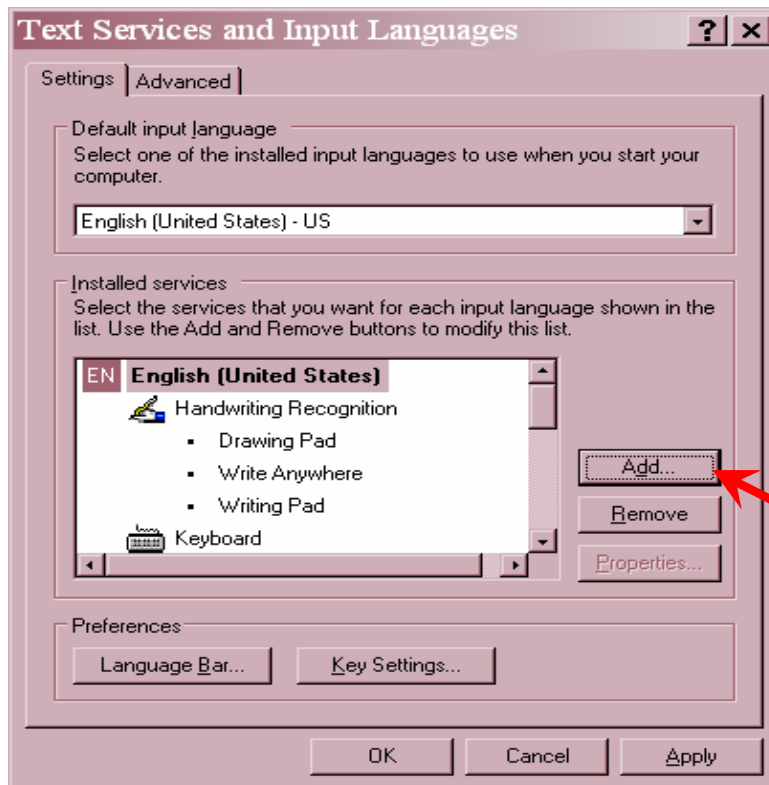 Text Services and Input Languages ? ×
Settings Advanced
Default input language
Select one of the installed input languages to use when you start your
computer.
English (United States) - US
Installed services
Select the services that you want for each input language shown in the
list. Use the Add and Remove buttons to modify this list.
EN English (United States)
Handwriting Recognition
▪ Drawing Pad
▪ Write Anywhere
▪ Writing Pad
Keyboard
Add...
Remove
Properties...
Preferences
Language Bar... Key Settings...
OK Cancel Apply